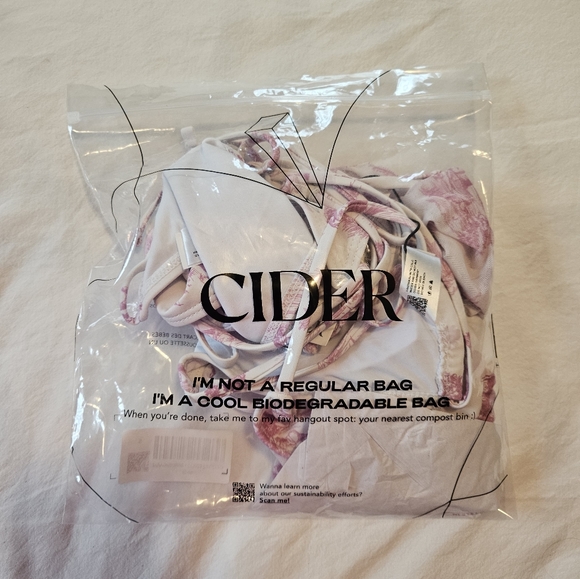 CIDER
I'M NOT A REGULAR BAG
I'M A COOL BIODEGRADABLE BAG
When you're done, take me to my fav hangout spot: your nearest compost bin :)
Wanna learn more
about our sustainability efforts?
Scan me!